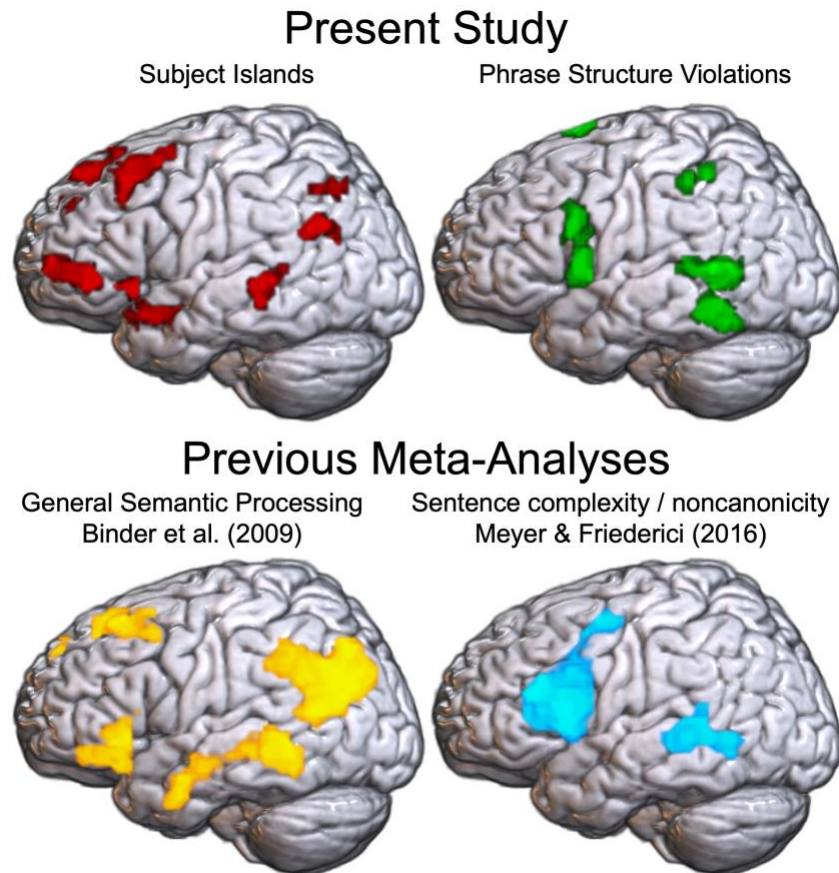 Present Study
Subject Islands
Phrase Structure Violations
Previous Meta-Analyses
General Semantic Processing
Binder et al. (2009)
Sentence complexity / noncanonicity
Meyer & Friederici (2016)